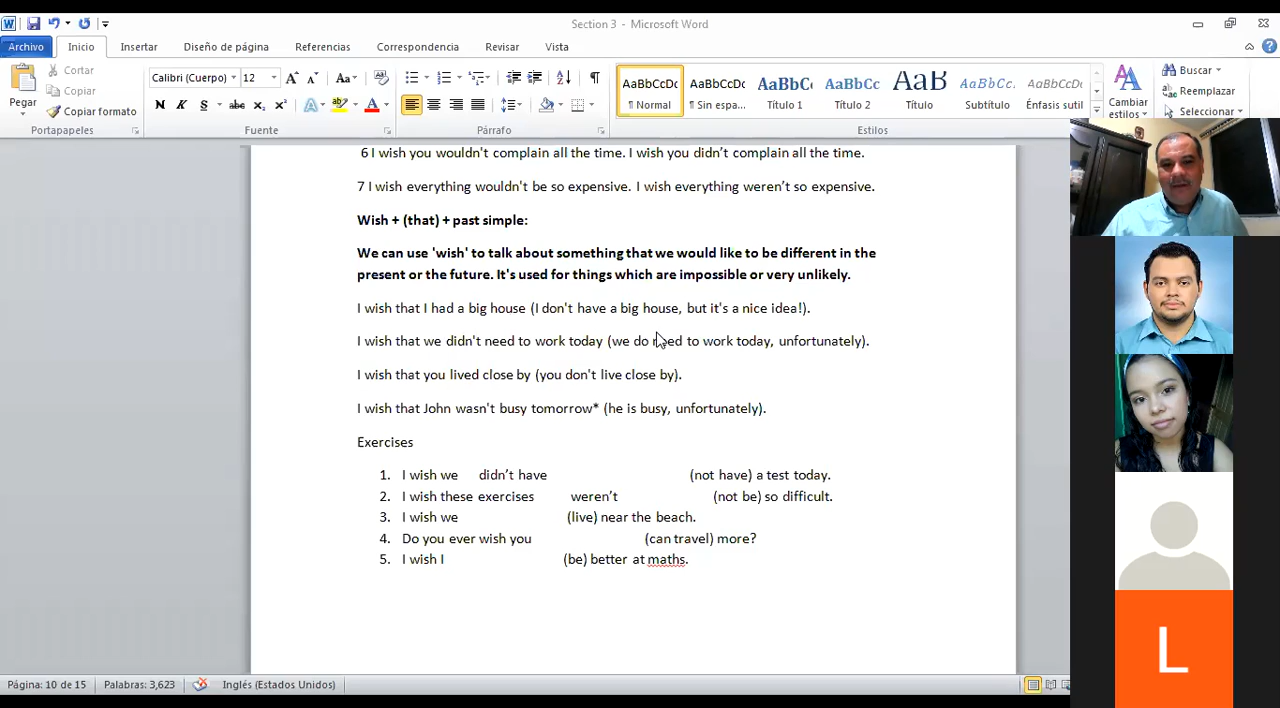 Section 3 - Microsoft Word
Archivo Inicio Insertar Diseño de página Referencias Correspondencia Revisar Vista
Pegar
Cortar
Copiar
Copiar formato
Portapapeles
Calibri (Cuerpo) 12
Fuente
Párrafo
AaBbCcDc AaBbCcDc AaBbC AaBbCc AaB AaBbCc. AaBbCcDc
¶ Normal ¶ Sin espa... Título 1 Título 2 Título Subtítulo Énfasis sutil
Estilos
Cambiar
estilos
Buscar
Reemplazar
Seleccionar
6 I wish you wouldn't complain all the time. I wish you didn’t complain all the time.
7 I wish everything wouldn't be so expensive. I wish everything weren’t so expensive.
Wish + (that) + past simple:
We can use 'wish' to talk about something that we would like to be different in the
present or the future. It's used for things which are impossible or very unlikely.
I wish that I had a big house (I don't have a big house, but it's a nice idea!).
I wish that we didn't need to work today (we do need to work today, unfortunately).
I wish that you lived close by (you don't live close by).
I wish that John wasn't busy tomorrow* (he is busy, unfortunately).
Exercises
1. I wish we didn’t have (not have) a test today.
2. I wish these exercises weren’t (not be) so difficult.
3. I wish we (live) near the beach.
4. Do you ever wish you (can travel) more?
5. I wish I (be) better at maths.
L
Página: 10 de 15 Palabras: 3,623 Inglés (Estados Unidos)